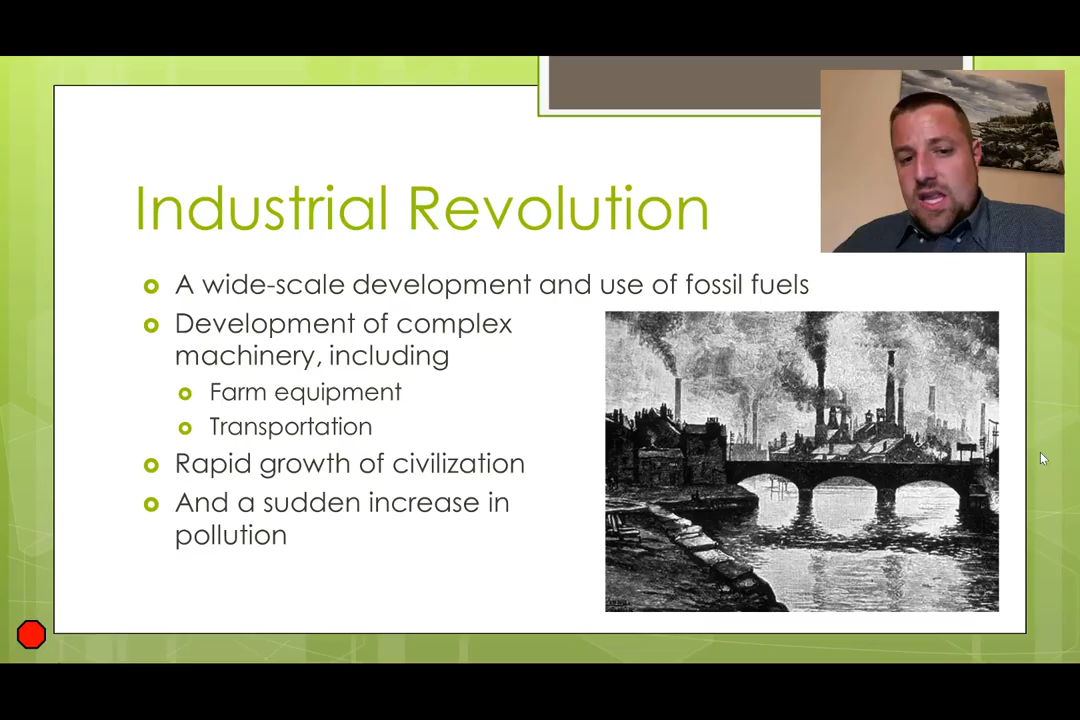 Industrial Revolution
A wide-scale development and use of fossil fuels
Development of complex
machinery, including
Farm equipment
Transportation
Rapid growth of civilization
And a sudden increase in
pollution